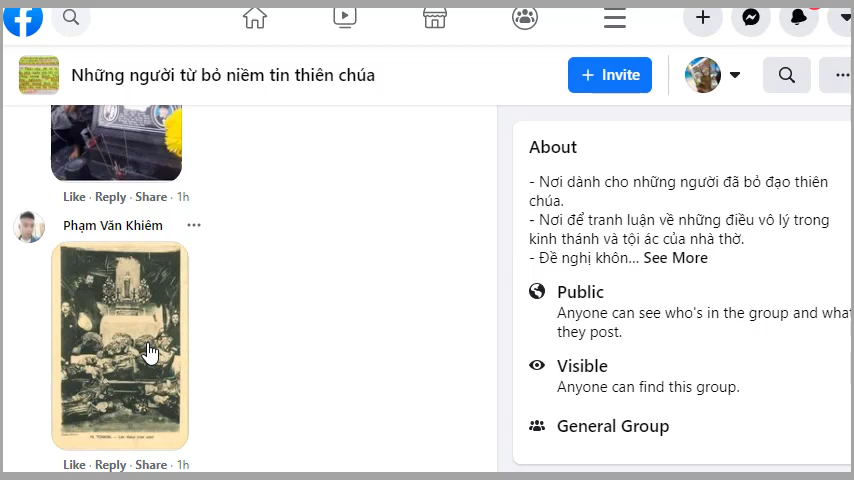 Những người từ bỏ niềm tin thiên chúa
+ Invite
Like · Reply · Share · 1h
Phạm Văn Khiêm
Like · Reply · Share · 1h
About
- Nơi dành cho những người đã bỏ đạo thiên
chúa.
- Nơi để tranh luận về những điều vô lý trong
kinh thánh và tội ác của nhà thờ.
- Đề nghị khôn... See More
Public
Anyone can see who's in the group and what
they post.
Visible
Anyone can find this group.
General Group